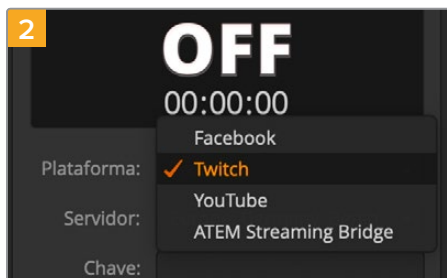 2
OFF
00:00:00
Facebook
Plataforma: ✓ Twitch
YouTube
Servidor:
ATEM Streaming Bridge
Chave: